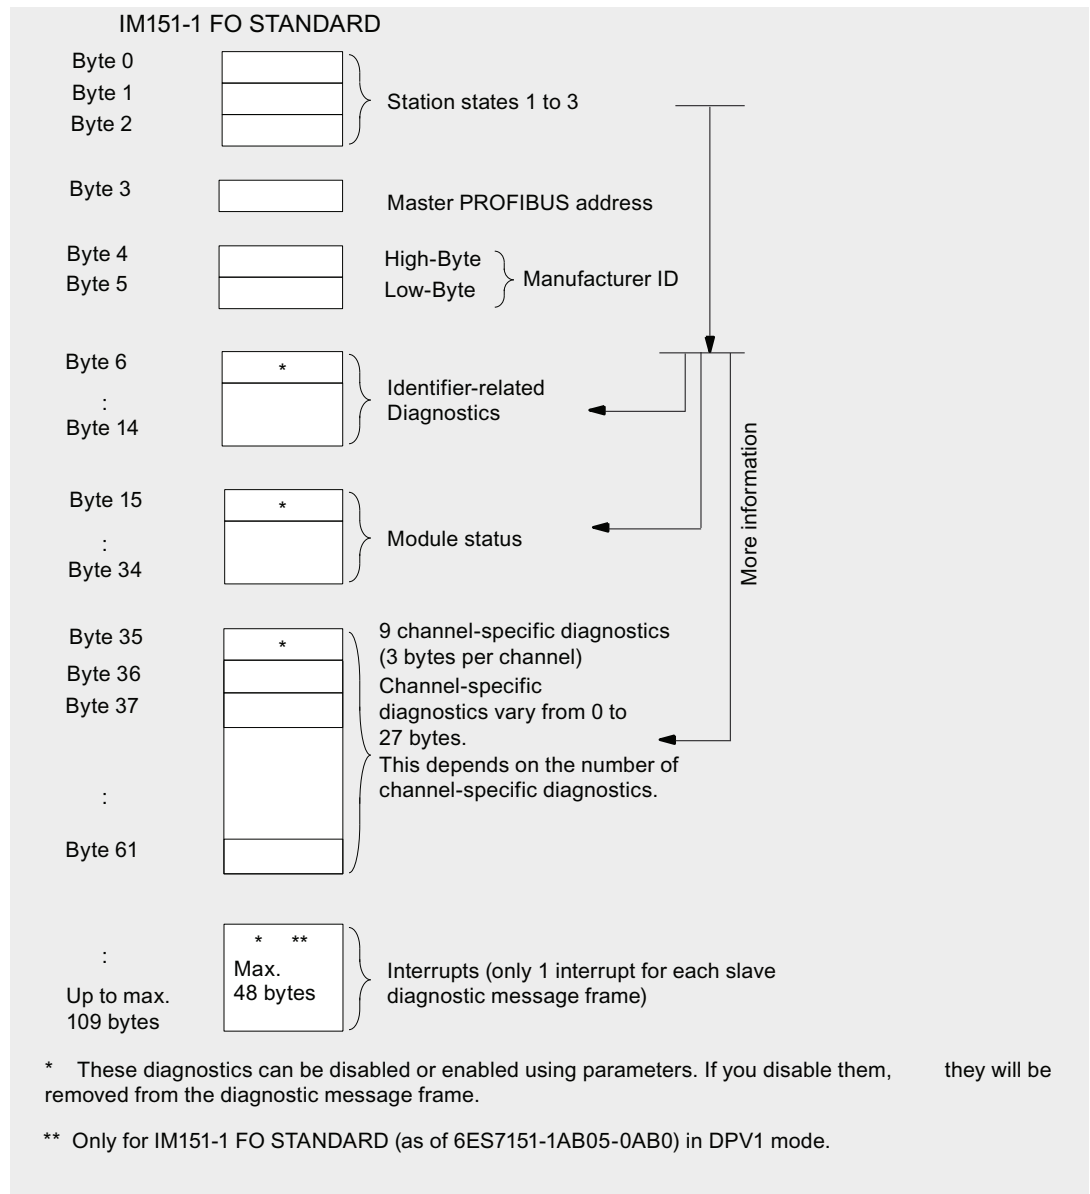 IM151-1 FO STANDARD
Byte 0
Byte 1
Byte 2
Station states 1 to 3
Byte 3
Master PROFIBUS address
Byte 4
High-Byte
Byte 5
Low-Byte
Manufacturer ID
Byte 6
*
:
Byte 14
Identifier-related
Diagnostics
Byte 15
*
:
Byte 34
Module status
More information
Byte 35
*
Byte 36
Byte 37
:
Byte 61
9 channel-specific diagnostics
(3 bytes per channel)
Channel-specific
diagnostics vary from 0 to
27 bytes.
This depends on the number of
channel-specific diagnostics.
:
Up to max.
109 bytes
* **
Max.
48 bytes
Interrupts (only 1 interrupt for each slave
diagnostic message frame)
* These diagnostics can be disabled or enabled using parameters. If you disable them, they will be
removed from the diagnostic message frame.
** Only for IM151-1 FO STANDARD (as of 6ES7151-1AB05-0AB0) in DPV1 mode.